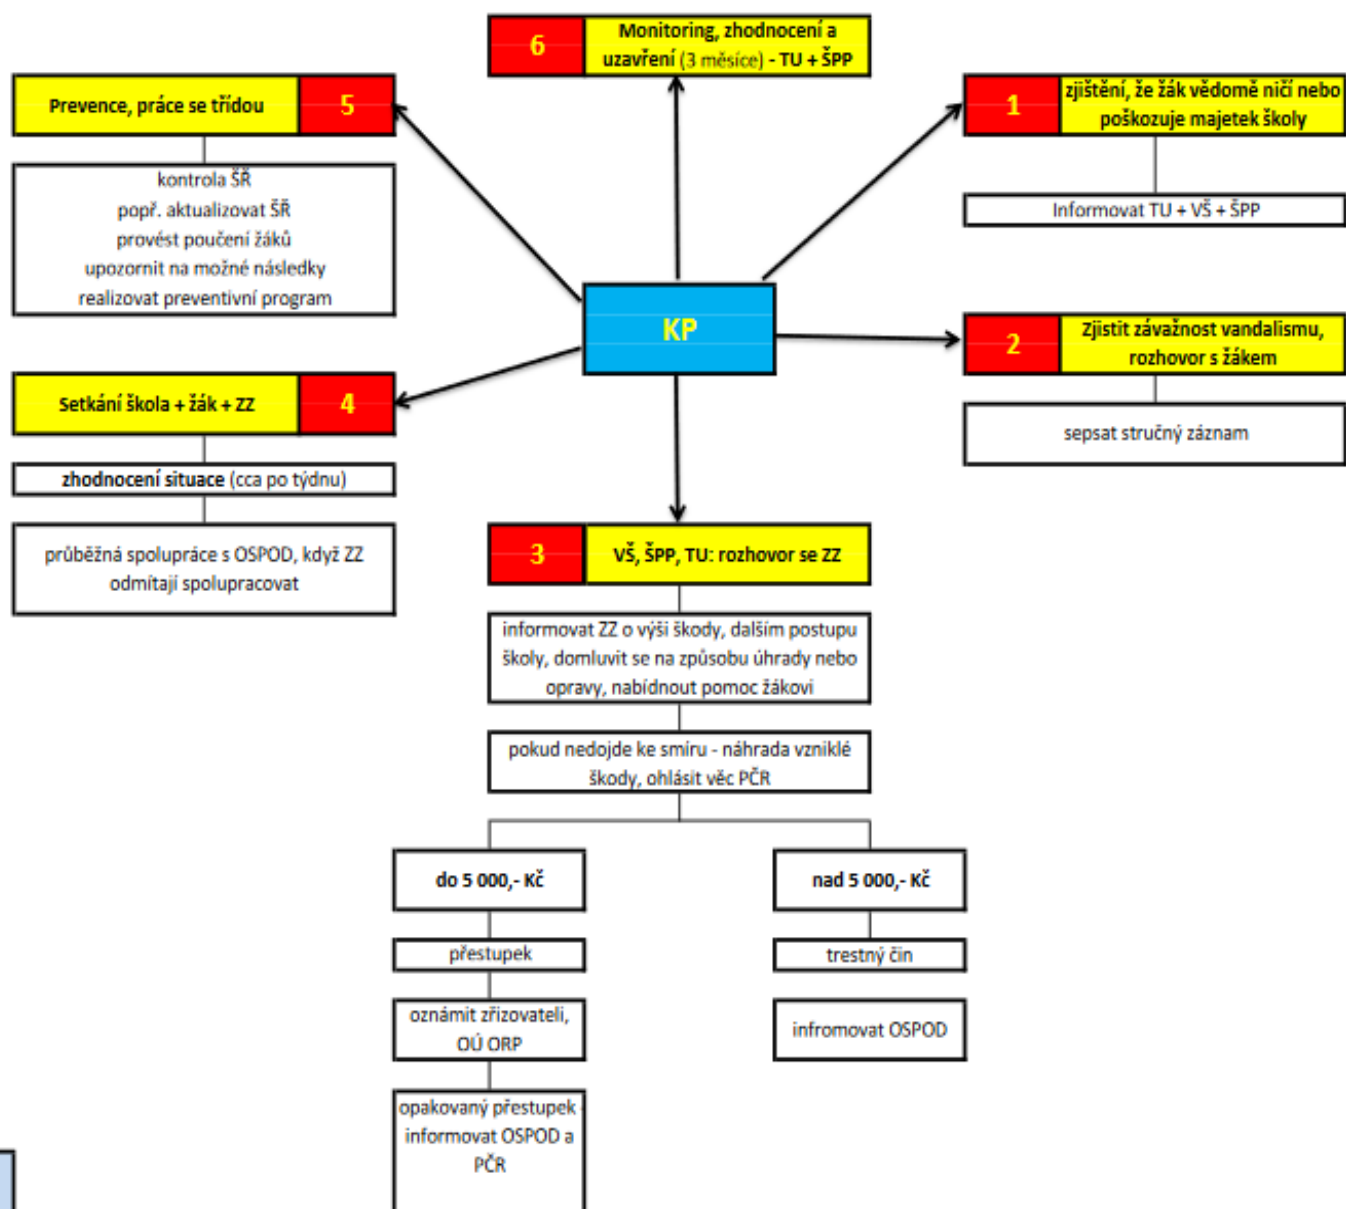 6
Monitoring, zhodnocení a
uzavření (3 měsíce) - TU + ŠPP
1
zjištění, že žák vědomě ničí nebo
poškozuje majetek školy
Informovat TU + VŠ + ŠPP
KP
2
Zjistit závažnost vandalismu,
rozhovor s žákem
sepsat stručný záznam
3
VŠ, ŠPP, TU: rozhovor se ZZ
informovat ZZ o výši škody, dalším postupu
školy, domluvit se na způsobu úhrady nebo
opravy, nabídnout pomoc žákovi
pokud nedojde ke smíru - náhrada vzniklé
škody, ohlásit věc PČR
do 5 000,- Kč
přestupek
oznámit zřizovateli,
OÚ ORP
opakovaný přestupek -
informovat OSPOD a
PČR
nad 5 000,- Kč
trestný čin
infromovat OSPOD
Setkání škola + žák + ZZ
4
zhodnocení situace (cca po týdnu)
průběžná spolupráce s OSPOD, když ZZ
odmítají spolupracovat
Prevence, práce se třídou
5
kontrola ŠŘ
popř. aktualizovat ŠŘ
provést poučení žáků
upozornit na možné následky
realizovat preventivní program